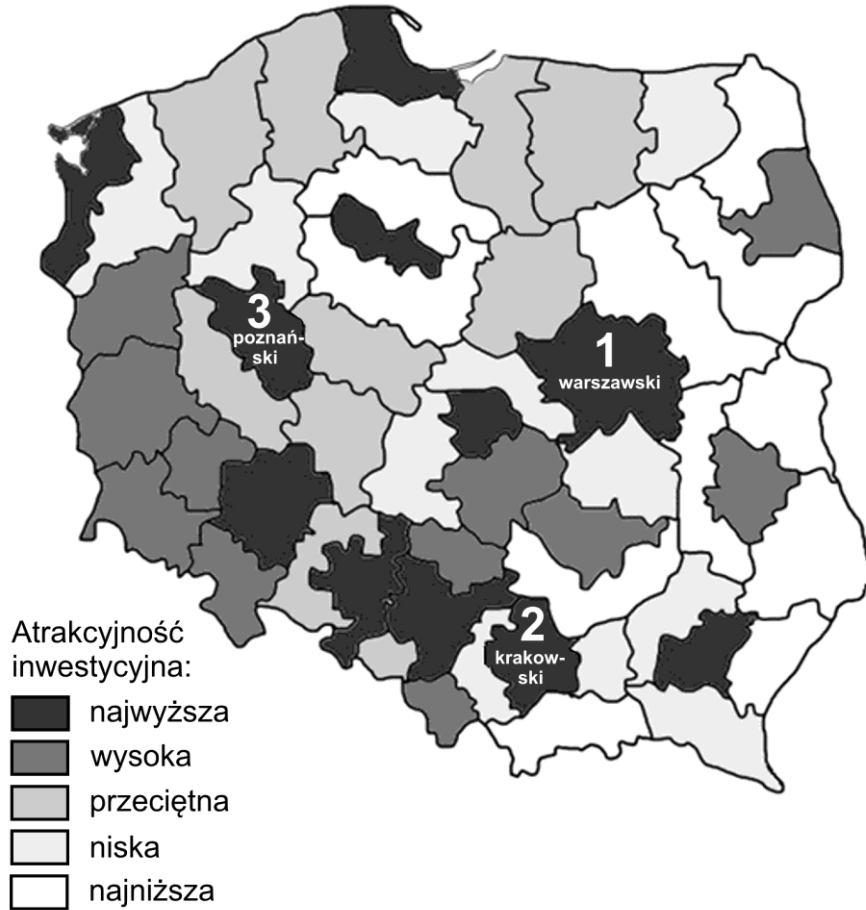 3
poznań-
ski
1
warszawski
2
krakow-
ski
Atrakcyjność
inwestycyjna:
najwyższa
wysoka
przeciętna
niska
najniższa